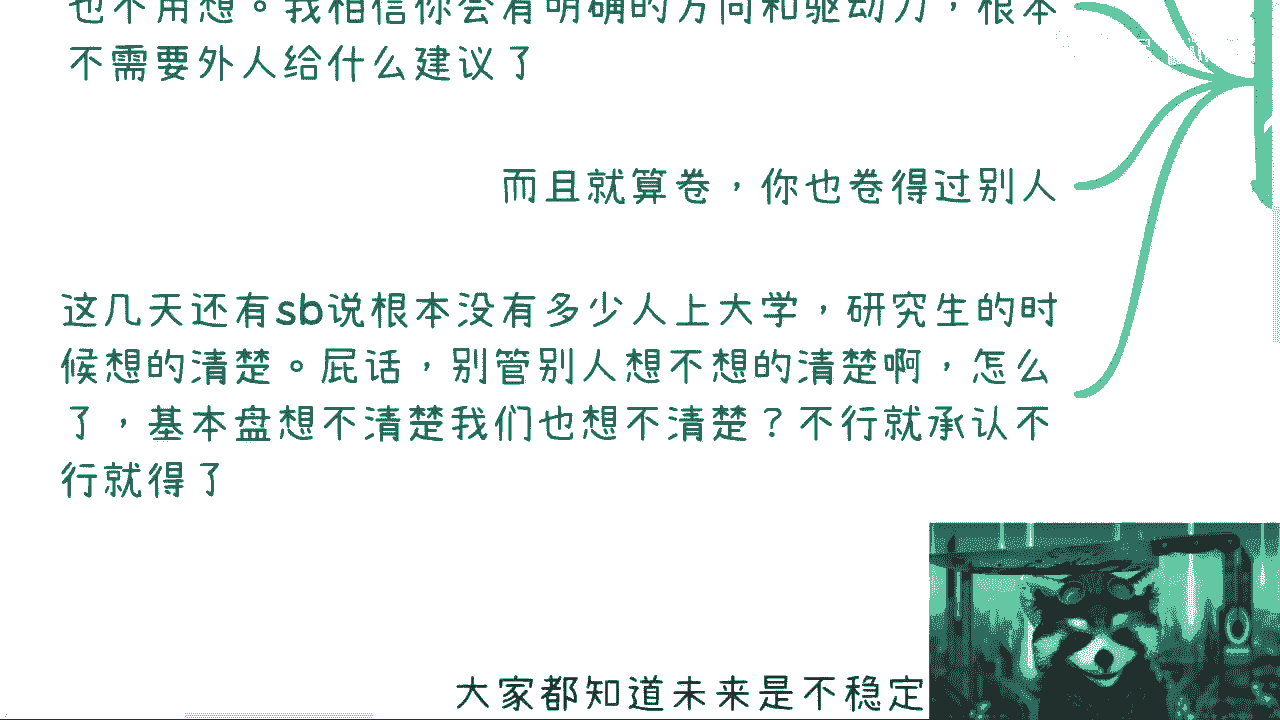 也不用想。我相信你会有明确的方向和驱动力，根本
不需要外人给什么建议了
而且就算卷，你也卷得过别人
这几天还有sb说根本没有多少人上大学，研究生的时
候想的清楚。屁话，别管别人想不想的清楚啊，怎么
了，基本盘想不清楚我们也想不清楚？不行就承认不
行就得了
大家都知道未来是不稳定